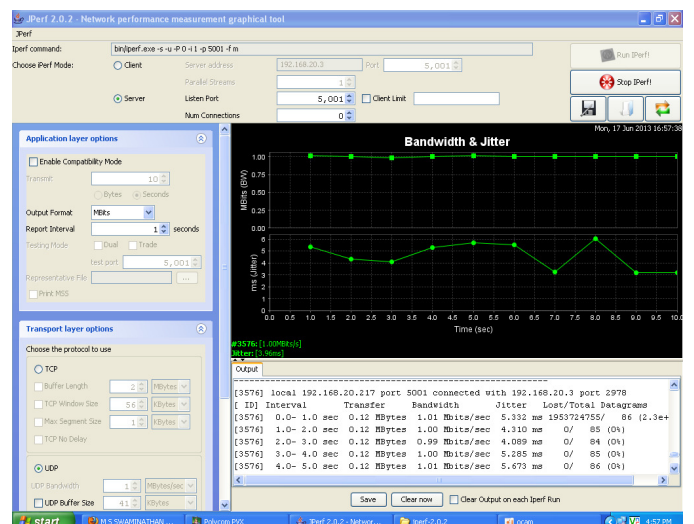 JPerf 2.0.2 - Network performance measurement graphical tool
JPerf
Iperf command:
bin/iperf.exe -s -u -P 0 -i 1 -p 5001 -f m
Run IPerf!
Choose iPerf Mode:
Client
Server address
192.168.20.3
Port
5,001
Parallel Streams
1
Stop IPerf!
Server
Listen Port
5,001
Client Limit
Num Connections
0
Application layer options
Enable Compatibility Mode
Transmit
10
Bytes
Seconds
Output Format
MBits
Report Interval
1
seconds
Testing Mode
Dual
Trade
test port
5,001
Representative File
...
Print MSS
Transport layer options
Choose the protocol to use
TCP
Buffer Length
2
MBytes
TCP Window Size
56
KBytes
Max Segment Size
1
KBytes
TCP No Delay
UDP
UDP Bandwidth
1
MBytes/sec
UDP Buffer Size
41
KBytes
Mon, 17 Jun 2013 16:57:38
Bandwidth & Jitter
MBits (BW)
1.00
0.75
0.50
0.25
0.00
ms (Jitter)
6
5
4
3
2
1
0
0.0 0.5 1.0 1.5 2.0 2.5 3.0 3.5 4.0 4.5 5.0 5.5 6.0 6.5 7.0 7.5 8.0 8.5 9.0 9.5 10.0
Time (sec)
#3576: [1.00MBits/s]
Jitter: [3.96ms]
Output
[3576] local 192.168.20.217 port 5001 connected with 192.168.20.3 port 2978
[ ID] Interval Transfer Bandwidth Jitter Lost/Total Datagrams
[3576] 0.0- 1.0 sec 0.12 MBytes 1.01 Mbits/sec 5.332 ms 1953724755/ 86 (2.3e+
[3576] 1.0- 2.0 sec 0.12 MBytes 1.00 Mbits/sec 4.310 ms 0/ 85 (0%)
[3576] 2.0- 3.0 sec 0.12 MBytes 0.99 Mbits/sec 4.089 ms 0/ 84 (0%)
[3576] 3.0- 4.0 sec 0.12 MBytes 1.00 Mbits/sec 5.285 ms 0/ 85 (0%)
[3576] 4.0- 5.0 sec 0.12 MBytes 1.01 Mbits/sec 5.673 ms 0/ 86 (0%)
Save
Clear now
Clear Output on each Iperf Run
start
M S SWAMINATHAN ...
Polycom PVX
JPerf 2.0.2 - Networ...
jperf-2.0.2
ocam
4:57 PM